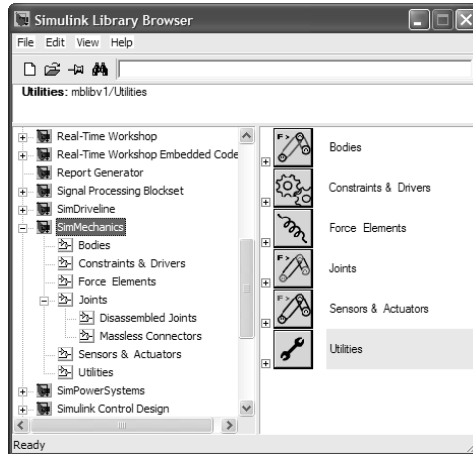 Simulink Library Browser
File Edit View Help
Utilities: mblibv1/Utilities
Real-Time Workshop
Real-Time Workshop Embedded Code
Report Generator
Signal Processing Blockset
SimDriveline
SimMechanics
Bodies
Constraints & Drivers
Force Elements
Joints
Disassembled Joints
Massless Connectors
Sensors & Actuators
Utilities
SimPowerSystems
Simulink Control Design
Bodies
Constraints & Drivers
Force Elements
Joints
Sensors & Actuators
Utilities
Ready